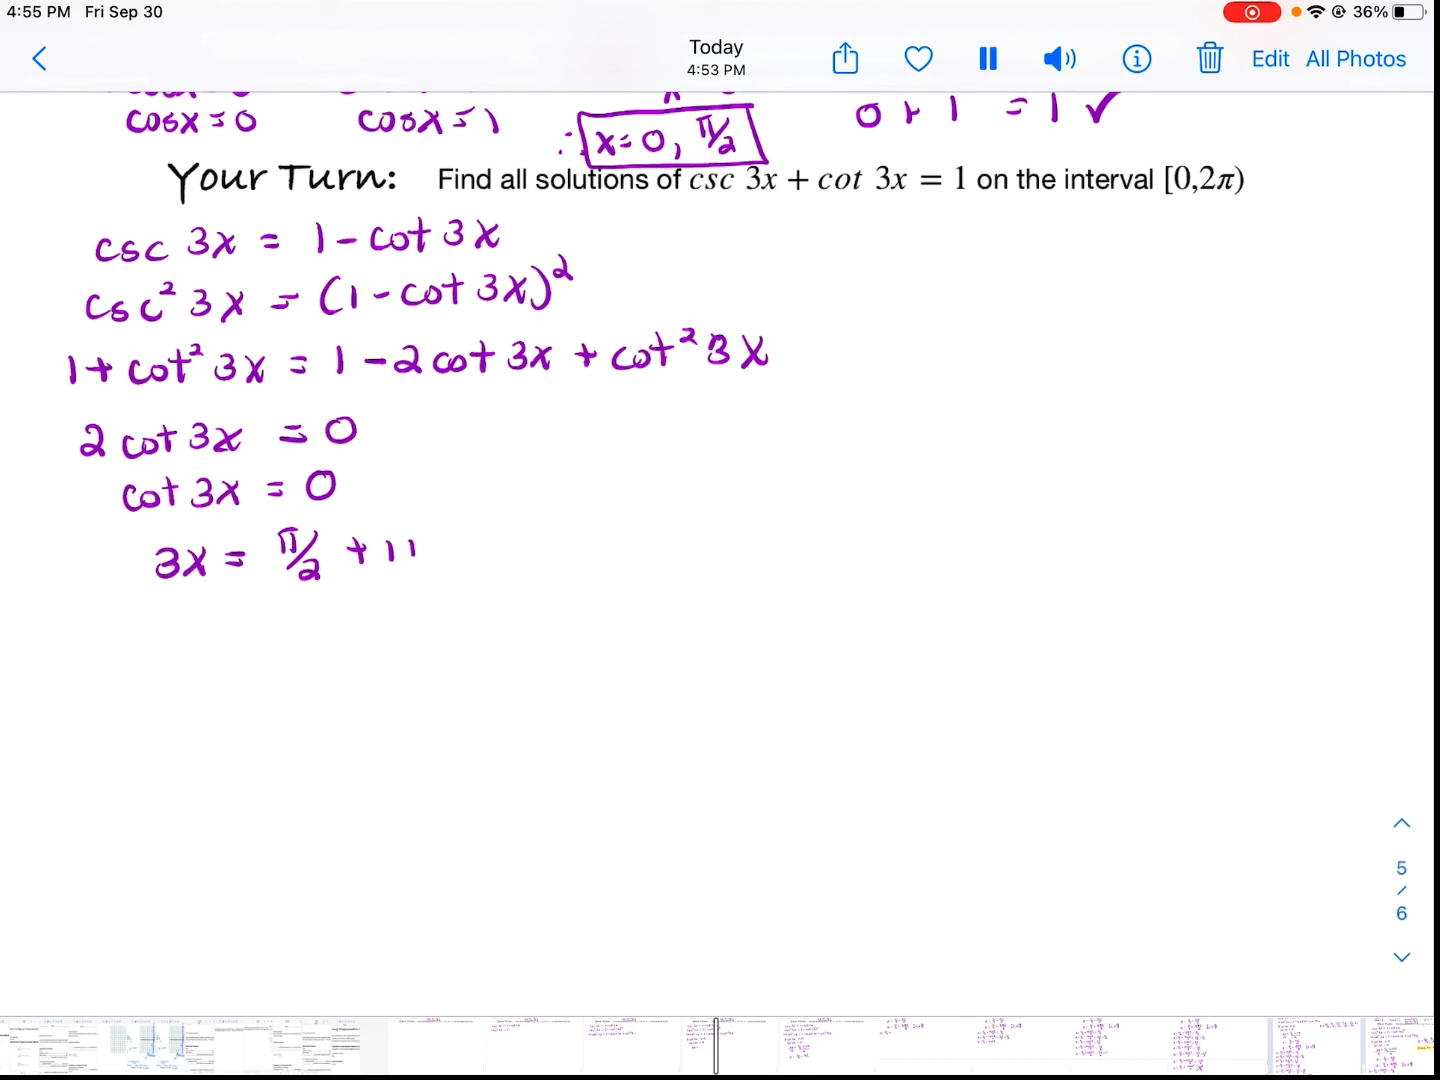 4:55 PM Fri Sep 30
36%
Today
4:53 PM
Edit All Photos
cosx = 0 cosx = 1 ∴ x = 0, π/2 0 + 1 = 1 ✓
Your Turn: Find all solutions of csc 3x + cot 3x = 1 on the interval [0,2π)
csc 3x = 1 - cot 3x
csc² 3x = (1 - cot 3x)²
1 + cot² 3x = 1 - 2 cot 3x + cot² 3x
2 cot 3x = 0
cot 3x = 0
3x = π/2 + 11
5
/
6